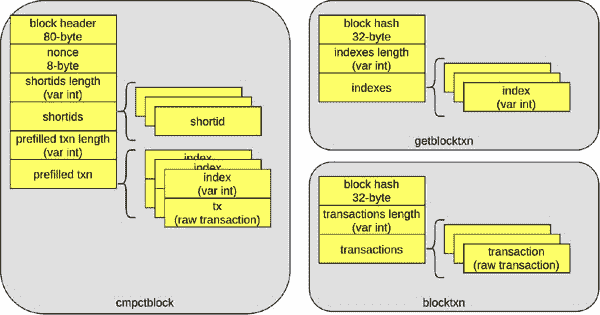 block header
80-byte
nonce
8-byte
shortids length
(var int)
shortids
prefilled txn length
(var int)
prefilled txn
shortid
index
index
index
(var int)
tx
(raw transaction)
cmpctblock
block hash
32-byte
indexes length
(var int)
indexes
index
(var int)
getblocktxn
block hash
32-byte
transactions length
(var int)
transactions
transaction
(raw transaction)
blocktxn